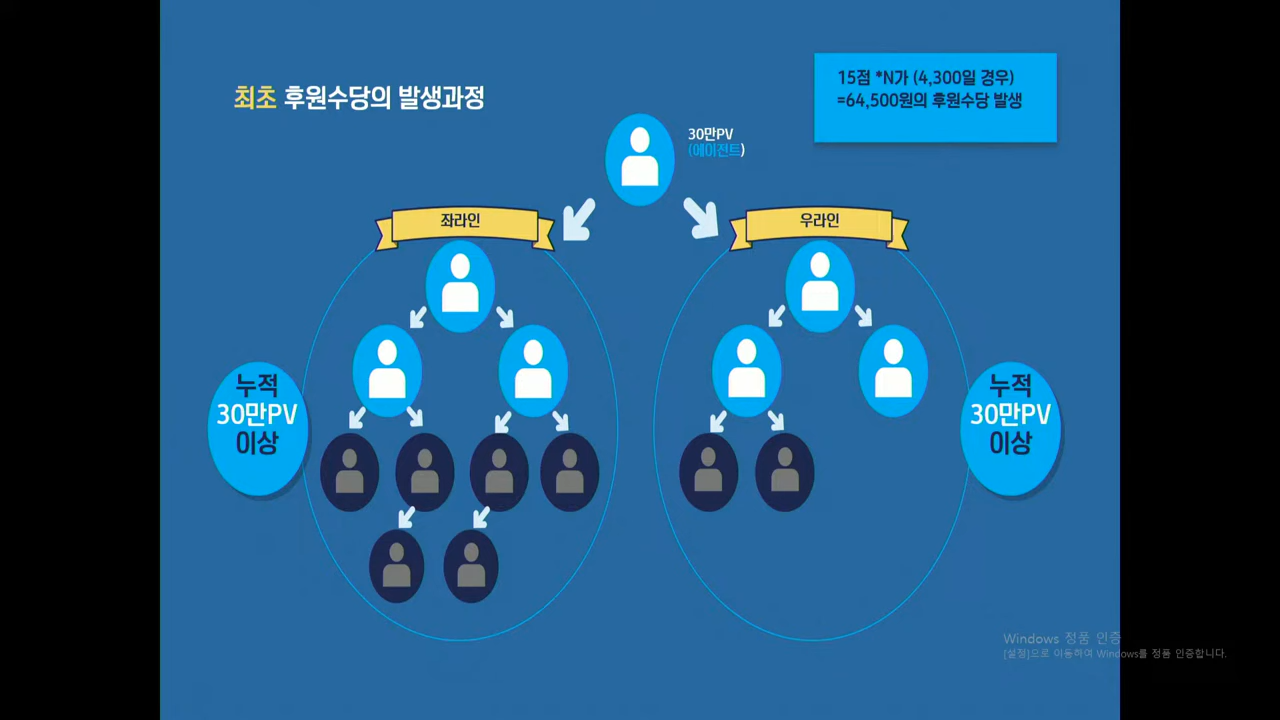 최초 후원수당의 발생과정
15점 *N가 (4,300일 경우)
=64,500원의 후원수당 발생
30만PV
(에이전트)
좌라인
우라인
누적
30만PV
이상
누적
30만PV
이상
Windows 정품 인증
[설정]으로 이동하여 Windows를 정품 인증합니다.